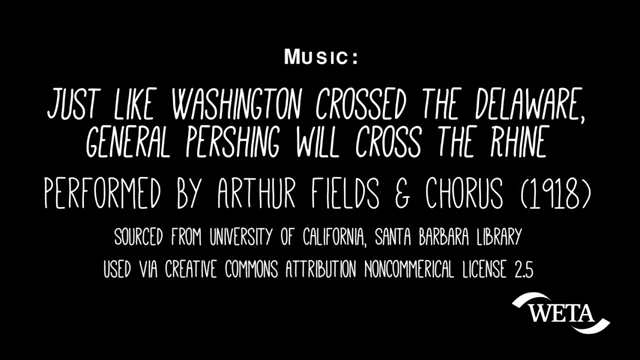 MUSIC:
JUST LIKE WASHINGTON CROSSED THE DELAWARE,
GENERAL PERSHING WILL CROSS THE RHINE
PERFORMED BY ARTHUR FIELDS & CHORUS (1918)
SOURCED FROM UNIVERSITY OF CALIFORNIA, SANTA BARBARA LIBRARY
USED VIA CREATIVE COMMONS ATTRIBUTION NONCOMMERICAL LICENSE 2.5
WETA